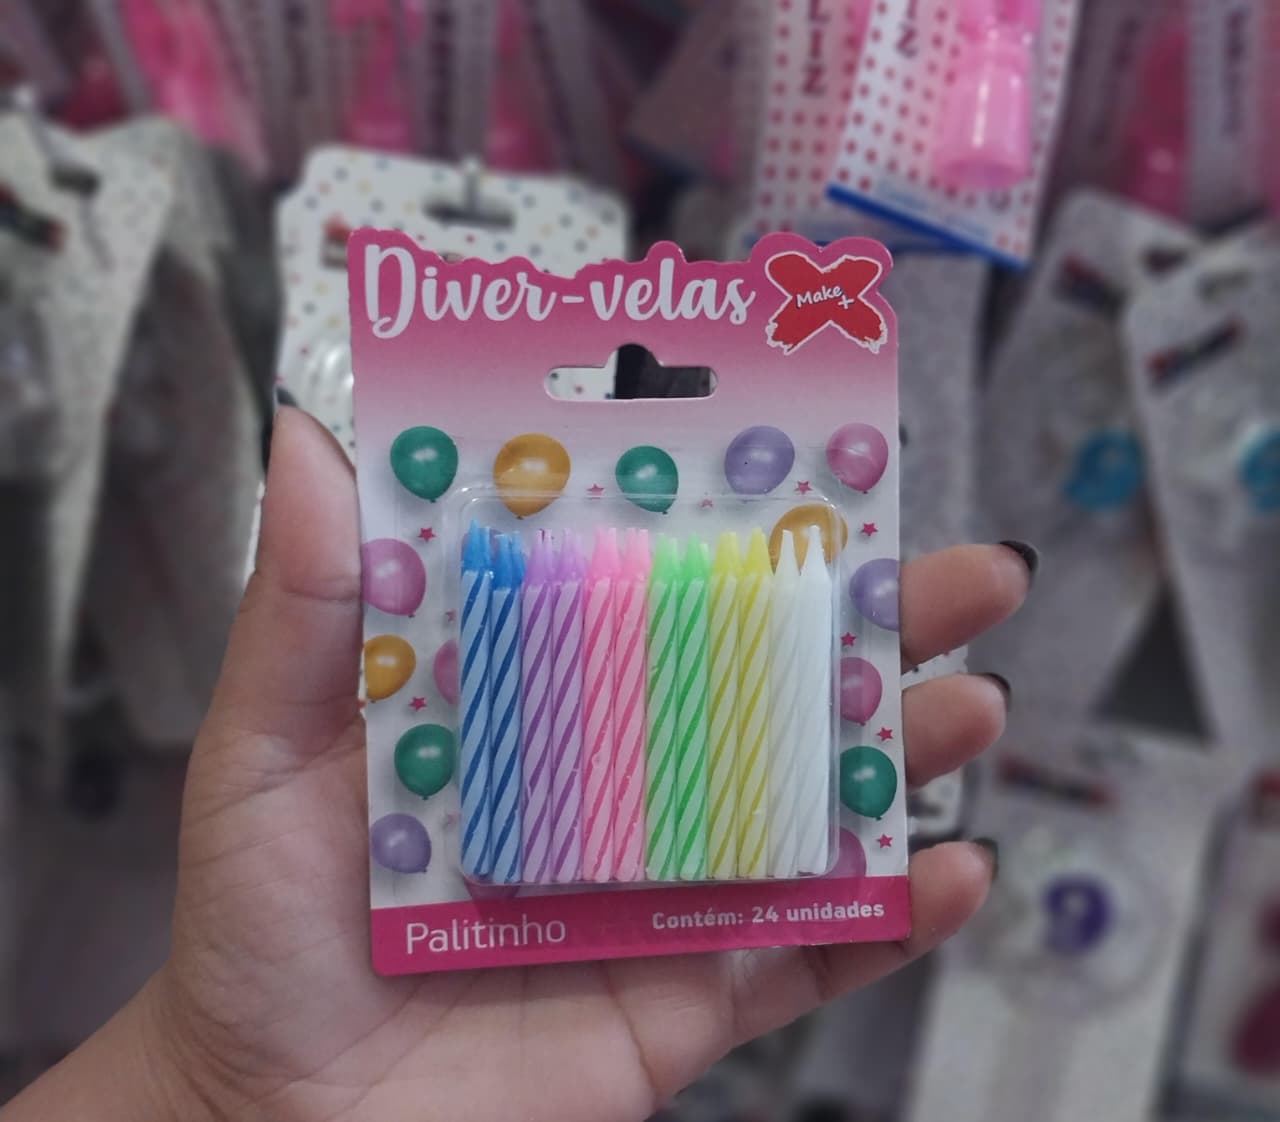 Diver-velas
Make+
Palitinho
Contém: 24 unidades